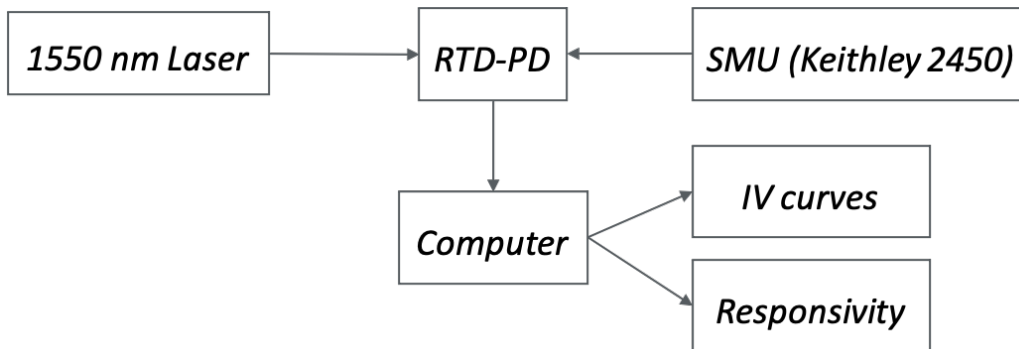 1550 nm Laser
RTD-PD
SMU (Keithley 2450)
Computer
IV curves
Responsivity